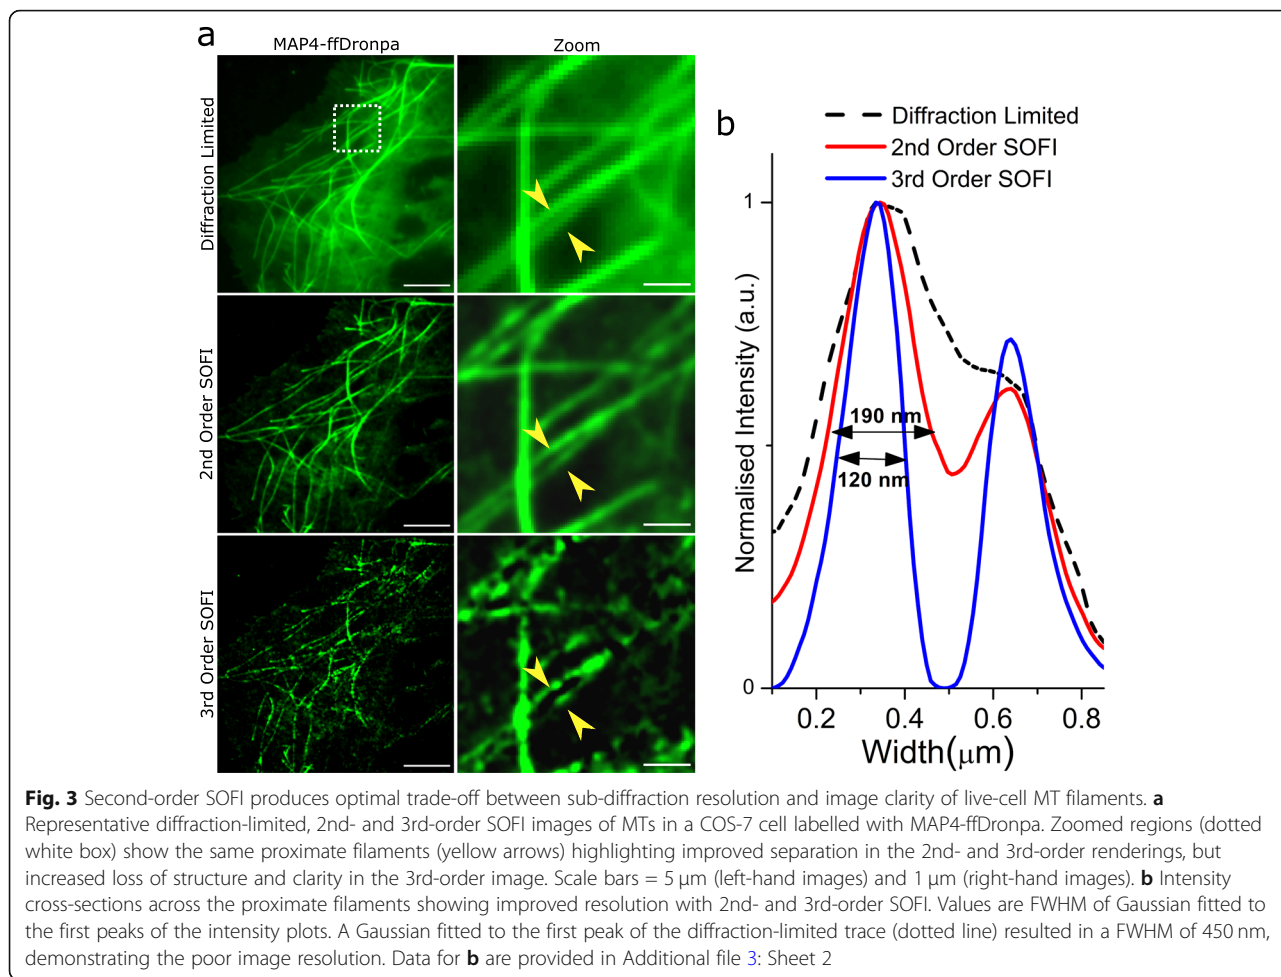 a
MAP4-ffDronpa
Zoom
Diffraction Limited
2nd Order SOFI
3rd Order SOFI
b
Diffraction Limited
2nd Order SOFI
3rd Order SOFI
Normalised Intensity (a.u.)
1
0
190 nm
120 nm
0.2 0.4 0.6 0.8
Width(μm)
Fig. 3 Second-order SOFI produces optimal trade-off between sub-diffraction resolution and image clarity of live-cell MT filaments. a
Representative diffraction-limited, 2nd- and 3rd-order SOFI images of MTs in a COS-7 cell labelled with MAP4-ffDronpa. Zoomed regions (dotted
white box) show the same proximate filaments (yellow arrows) highlighting improved separation in the 2nd- and 3rd-order renderings, but
increased loss of structure and clarity in the 3rd-order image. Scale bars = 5 μm (left-hand images) and 1 μm (right-hand images). b Intensity
cross-sections across the proximate filaments showing improved resolution with 2nd- and 3rd-order SOFI. Values are FWHM of Gaussian fitted to
the first peaks of the intensity plots. A Gaussian fitted to the first peak of the diffraction-limited trace (dotted line) resulted in a FWHM of 450 nm,
demonstrating the poor image resolution. Data for b are provided in Additional file 3: Sheet 2